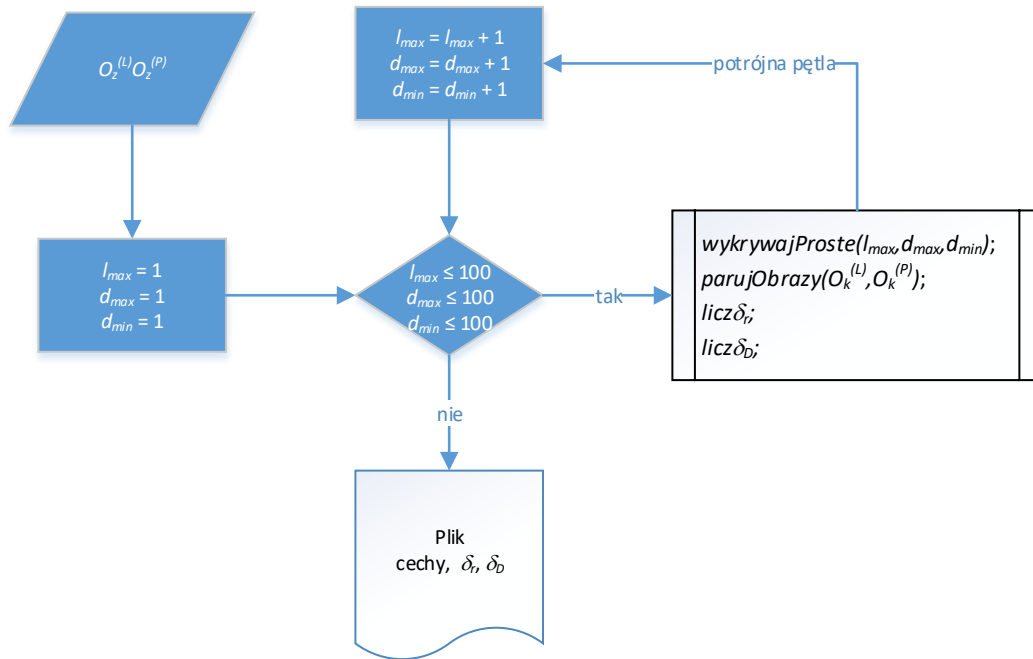 O_z^(L)O_z^(P)
l_max = 1
d_max = 1
d_min = 1
l_max = l_max + 1
d_max = d_max + 1
d_min = d_min + 1
l_max ≤ 100
d_max ≤ 100
d_min ≤ 100
tak
wykrywajProste(l_max,d_max,d_min);
parujObrazy(O_k^(L),O_k^(P));
liczδ_r;
liczδ_D;
potrójna pętla
nie
Plik
cechy, δ_r, δ_D